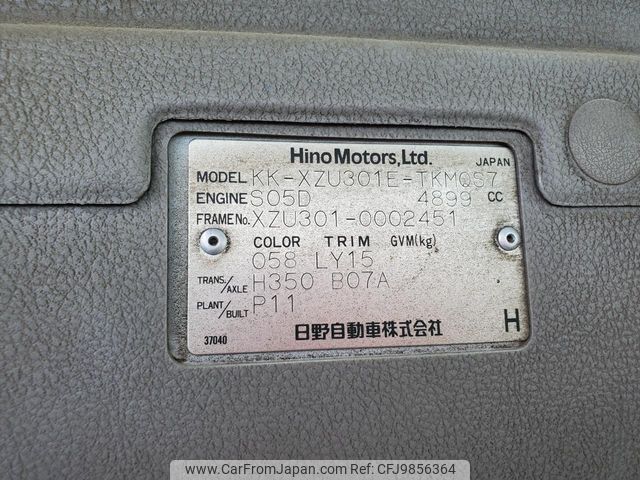 Hino Motors, Ltd. JAPAN
MODEL KK-XZU301E-TKMQS7
ENGINE S05D 4899 CC
FRAME No. XZU301-0002451
COLOR TRIM GVM(kg)
058 LY15
TRANS./AXLE H350 B07A
PLANT/BUILT P11
37040 日野自動車株式会社 H
www.CarFromJapan.com - Car Ref. ID CFJ9856364